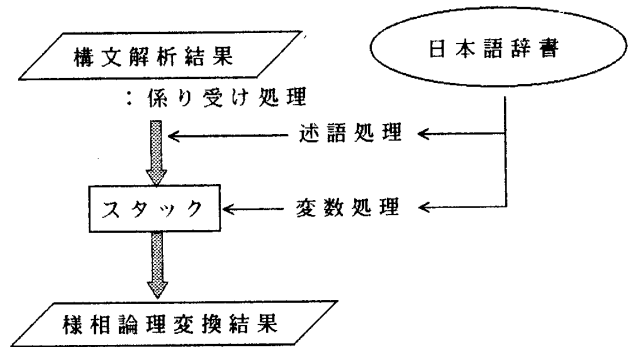 構文解析結果
日本語辞書
：係り受け処理
述語処理
スタック
変数処理
様相論理変換結果